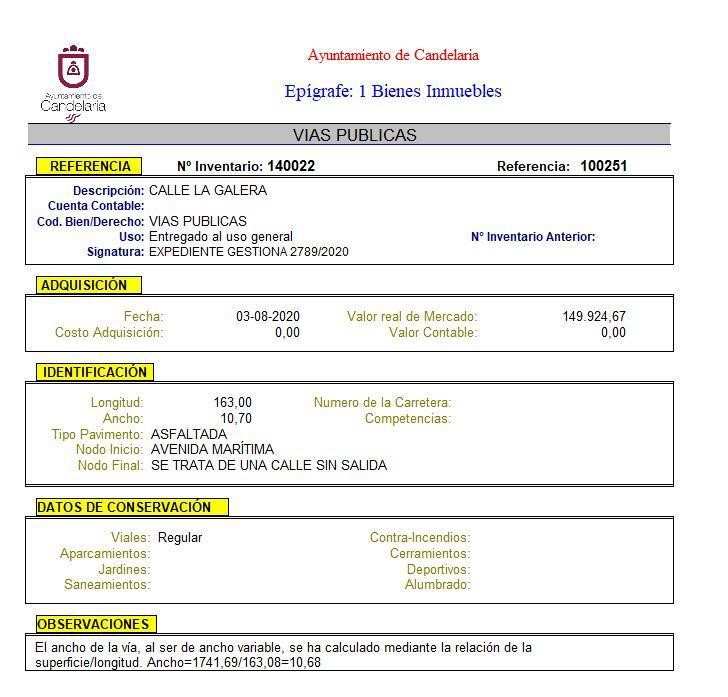 Ayuntamiento de Candelaria
Epígrafe: 1 Bienes Inmuebles
Ayuntamiento de
Candelaria
VIAS PUBLICAS
REFERENCIA Nº Inventario: 140022 Referencia: 100251
Descripción: CALLE LA GALERA
Cuenta Contable:
Cod. Bien/Derecho: VIAS PUBLICAS
Uso: Entregado al uso general Nº Inventario Anterior:
Signatura: EXPEDIENTE GESTIONA 2789/2020
ADQUISICIÓN
Fecha: 03-08-2020 Valor real de Mercado: 149.924,67
Costo Adquisición: 0,00 Valor Contable: 0,00
IDENTIFICACIÓN
Longitud: 163,00 Numero de la Carretera:
Ancho: 10,70 Competencias:
Tipo Pavimento: ASFALTADA
Nodo Inicio: AVENIDA MARÍTIMA
Nodo Final: SE TRATA DE UNA CALLE SIN SALIDA
DATOS DE CONSERVACIÓN
Viales: Regular Contra-Incendios:
Aparcamientos: Cerramientos:
Jardines: Deportivos:
Saneamientos: Alumbrado:
OBSERVACIONES
El ancho de la vía, al ser de ancho variable, se ha calculado mediante la relación de la
superficie/longitud. Ancho=1741,69/163,08=10,68